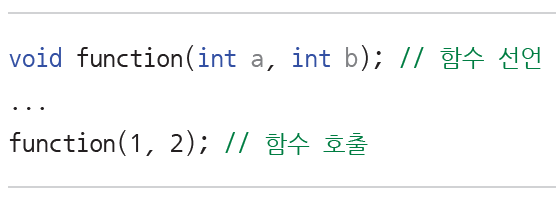 void function(int a, int b); // 함수 선언
...
function(1, 2); // 함수 호출